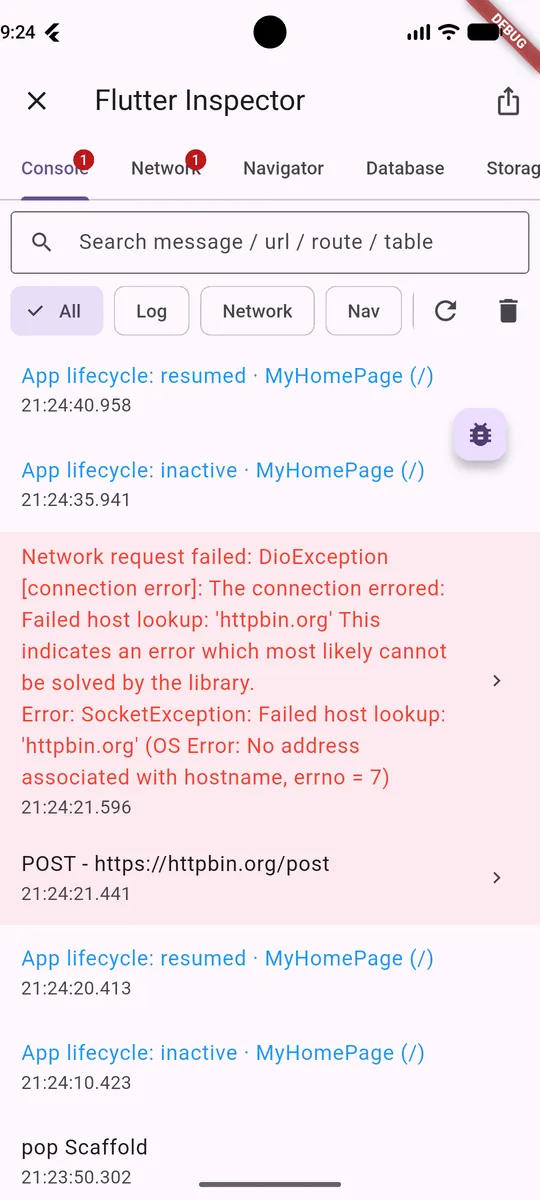 9:24
DEBUG
Flutter Inspector
Console
1
Network
1
Navigator
Database
Storag
Search message / url / route / table
All
Log
Network
Nav
App lifecycle: resumed · MyHomePage (/)
21:24:40.958
App lifecycle: inactive · MyHomePage (/)
21:24:35.941
Network request failed: DioException
[connection error]: The connection errored:
Failed host lookup: 'httpbin.org' This
indicates an error which most likely cannot
be solved by the library.
Error: SocketException: Failed host lookup:
'httpbin.org' (OS Error: No address
associated with hostname, errno = 7)
21:24:21.596
POST - https://httpbin.org/post
21:24:21.441
App lifecycle: resumed · MyHomePage (/)
21:24:20.413
App lifecycle: inactive · MyHomePage (/)
21:24:10.423
pop Scaffold
21:23:50.302